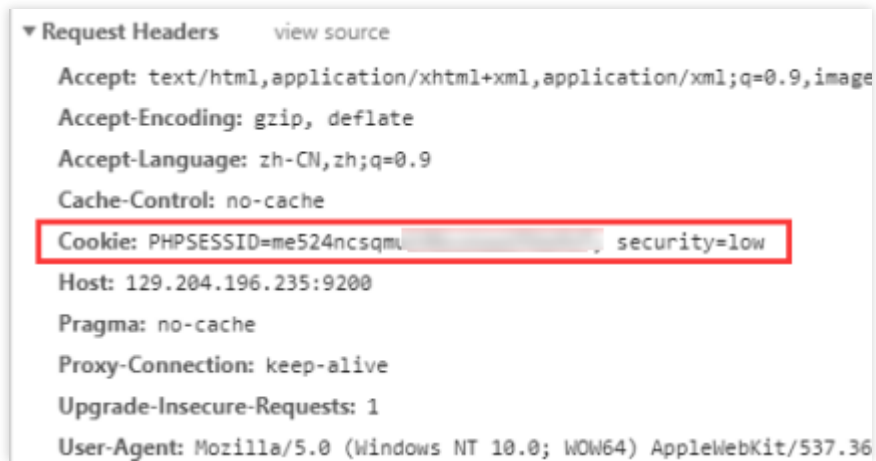 ▼ Request Headers view source
Accept: text/html,application/xhtml+xml,application/xml;q=0.9,image
Accept-Encoding: gzip, deflate
Accept-Language: zh-CN,zh;q=0.9
Cache-Control: no-cache
Cookie: PHPSESSID=me524ncsqmu ; security=low
Host: 129.204.196.235:9200
Pragma: no-cache
Proxy-Connection: keep-alive
Upgrade-Insecure-Requests: 1
User-Agent: Mozilla/5.0 (Windows NT 10.0; WOW64) AppleWebKit/537.36